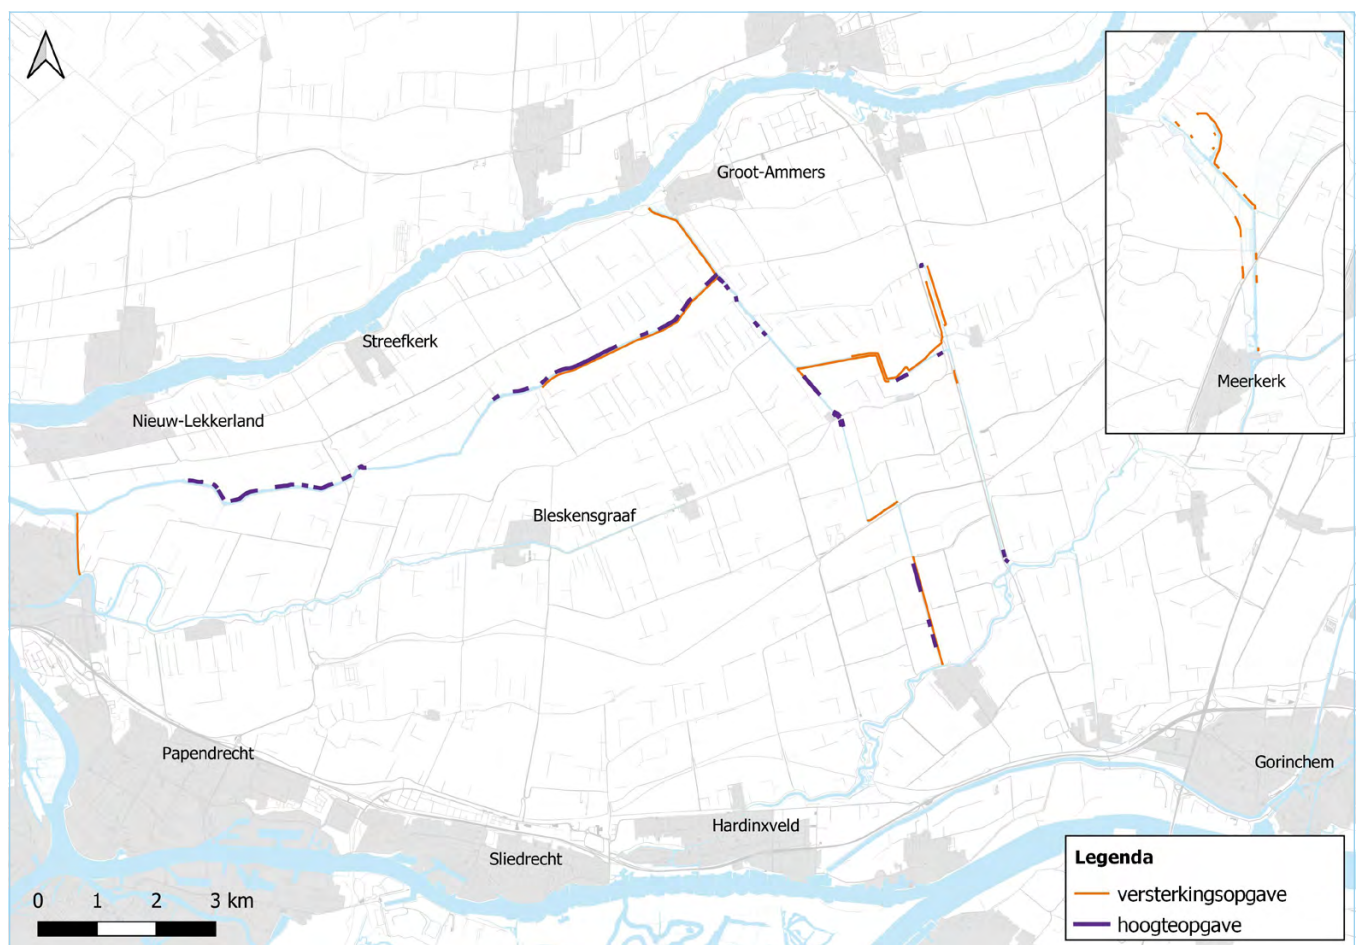 Groot-Ammers
Streefkerk
Meerkerk
Nieuw-Lekkerland
Bleskensgraaf
Papendrecht
Gorinchem
Hardinxveld
Sliedrecht
Legenda
versterkingsopgave
hoogteopgave
0 1 2 3 km